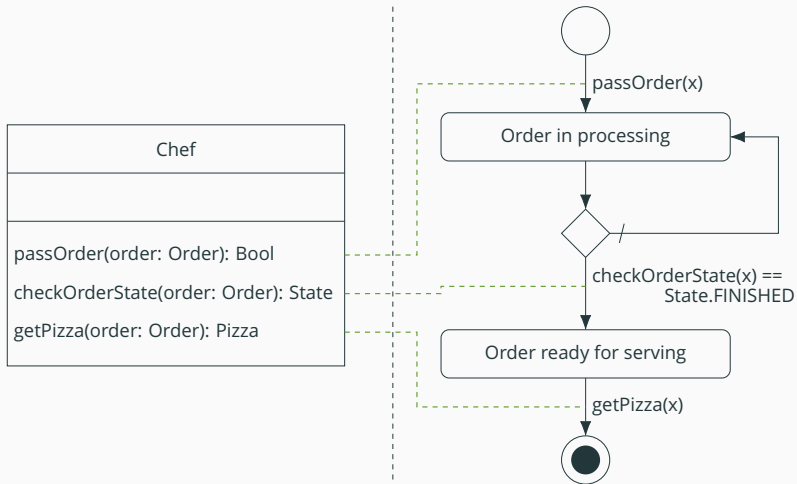 Chef
passOrder(order: Order): Bool
checkOrderState(order: Order): State
getPizza(order: Order): Pizza
passOrder(x)
Order in processing
checkOrderState(x) ==
State.FINISHED
Order ready for serving
getPizza(x)